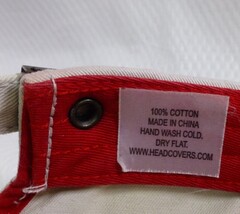 100% COTTON
MADE IN CHINA
HAND WASH COLD,
DRY FLAT.
WWW.HEADCOVERS.COM